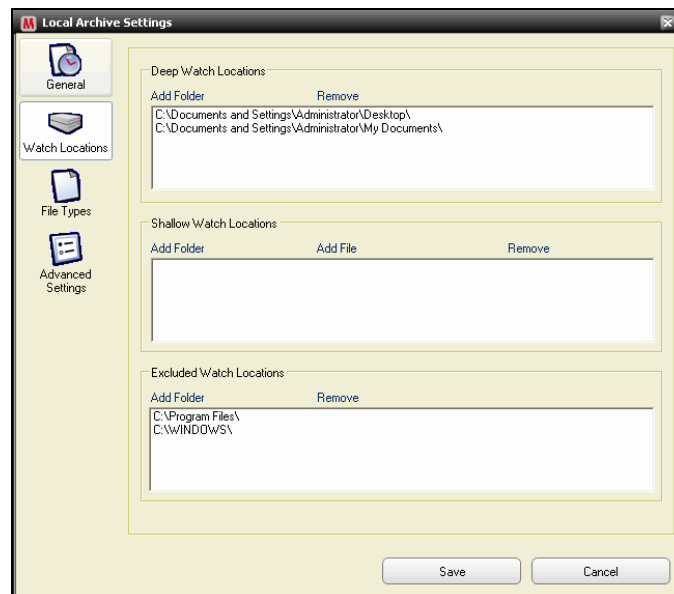 Local Archive Settings
General
Watch Locations
File Types
Advanced
Settings
Deep Watch Locations
Add Folder Remove
C:\Documents and Settings\Administrator\Desktop\
C:\Documents and Settings\Administrator\My Documents\
Shallow Watch Locations
Add Folder Add File Remove
Excluded Watch Locations
Add Folder Remove
C:\Program Files\
C:\WINDOWS\
Save Cancel